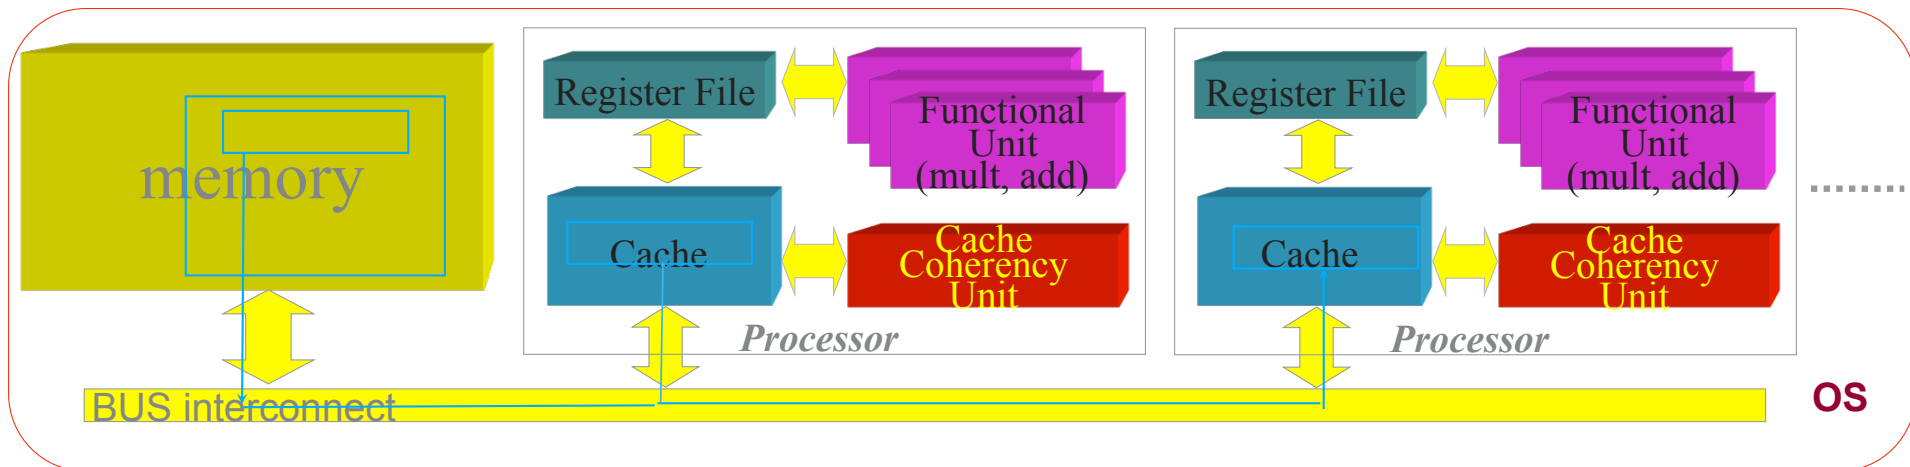 memory
Register File
Functional
Unit
(mult, add)
Cache
Cache
Coherency
Unit
Processor
Register File
Functional
Unit
(mult, add)
Cache
Cache
Coherency
Unit
Processor
BUS interconnect
OS